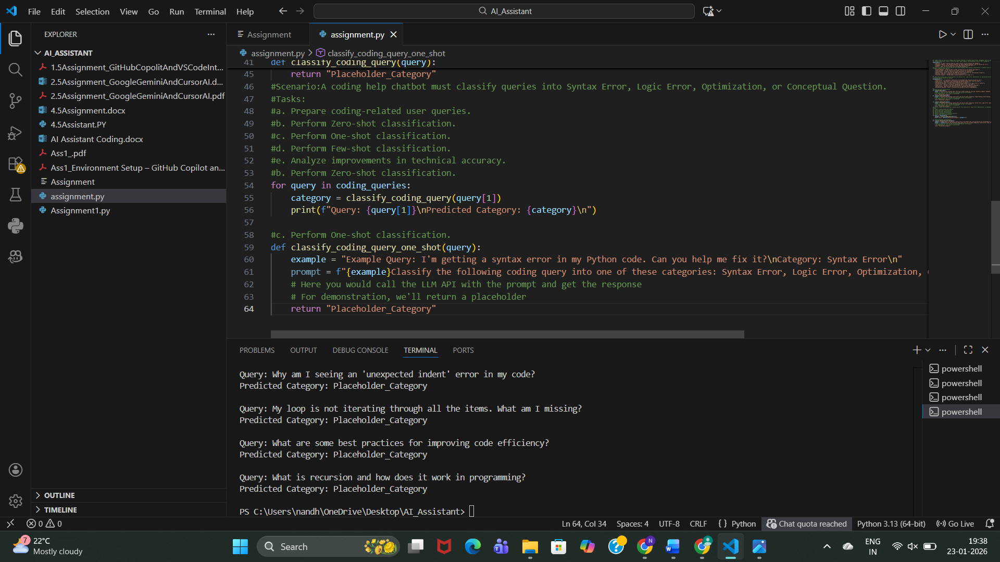 File Edit Selection View Go Run Terminal Help
AI_Assistant
EXPLORER
AI_ASSISTANT
1.5Assignment_GitHubCopolitAndVSCodeInt...
2.5Assignment_GoogleGeminiAndCursorAI.d...
2.5Assignment_GoogleGeminiAndCursorAI.pdf
4.5Assignment.docx
4.5Assistant.PY
AI Assistant Coding.docx
Ass1_.pdf
Ass1_Environment Setup – GitHub Copilot an...
Assignment
assignment.py
Assignment1.py
OUTLINE
TIMELINE
Assignment
assignment.py
assignment.py > classify_coding_query_one_shot
41 def classify_coding_query(query):
45     return "Placeholder_Category"
46 #Scenario:A coding help chatbot must classify queries into Syntax Error, Logic Error, Optimization, or Conceptual Question.
47 #Tasks:
48 #a. Prepare coding-related user queries.
49 #b. Perform Zero-shot classification.
50 #c. Perform One-shot classification.
51 #d. Perform Few-shot classification.
52 #e. Analyze improvements in technical accuracy.
53 #b. Perform Zero-shot classification.
54 for query in coding_queries:
55     category = classify_coding_query(query[1])
56     print(f"Query: {query[1]}\nPredicted Category: {category}\n")
57
58 #c. Perform One-shot classification.
59 def classify_coding_query_one_shot(query):
60     example = "Example Query: I'm getting a syntax error in my Python code. Can you help me fix it?\nCategory: Syntax Error\n"
61     prompt = f"{example}Classify the following coding query into one of these categories: Syntax Error, Logic Error, Optimization,
62     # Here you would call the LLM API with the prompt and get the response
63     # For demonstration, we'll return a placeholder
64     return "Placeholder_Category"
PROBLEMS OUTPUT DEBUG CONSOLE TERMINAL PORTS
Query: Why am I seeing an 'unexpected indent' error in my code?
Predicted Category: Placeholder_Category
Query: My loop is not iterating through all the items. What am I missing?
Predicted Category: Placeholder_Category
Query: What are some best practices for improving code efficiency?
Predicted Category: Placeholder_Category
Query: What is recursion and how does it work in programming?
Predicted Category: Placeholder_Category
PS C:\Users\nandh\OneDrive\Desktop\AI_Assistant>
powershell
powershell
powershell
powershell
0 0
Ln 64, Col 34 Spaces: 4 UTF-8 CRLF {} Python Chat quota reached Python 3.13 (64-bit) Go Live
7
22°C
Mostly cloudy
Search
ENG
IN
19:38
23-01-2026